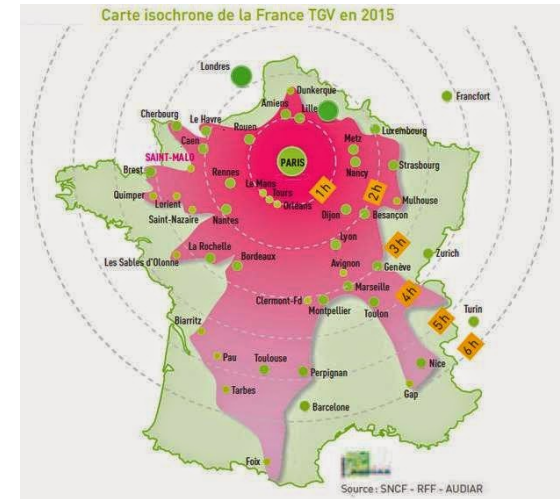 Carte isochrone de la France TGV en 2015
Londres
Dunkerque
Francfort
Amiens
Lille
Cherbourg
Le Havre
Luxembourg
Rouen
Metz
Caen
SAINT-MALO
PARIS
Strasbourg
Brest
Rennes
Nancy
Le Mans
Tours
1h
2h
Quimper
Lorient
Orléans
Mulhouse
Saint-Nazaire
Nantes
Dijon
Besançon
Lyon
3h
La Rochelle
Zurich
Les Sables d'Olonne
Bordeaux
Avignon
Genève
Marseille
4h
Clermont-Fd
Montpellier
Toulon
Turin
5h
Biarritz
6h
Pau
Toulouse
Nice
Perpignan
Tarbes
Gap
Barcelone
Foix
AUDIAR
Source : SNCF - RFF - AUDIAR